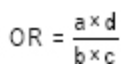 OR = a×d
b×c